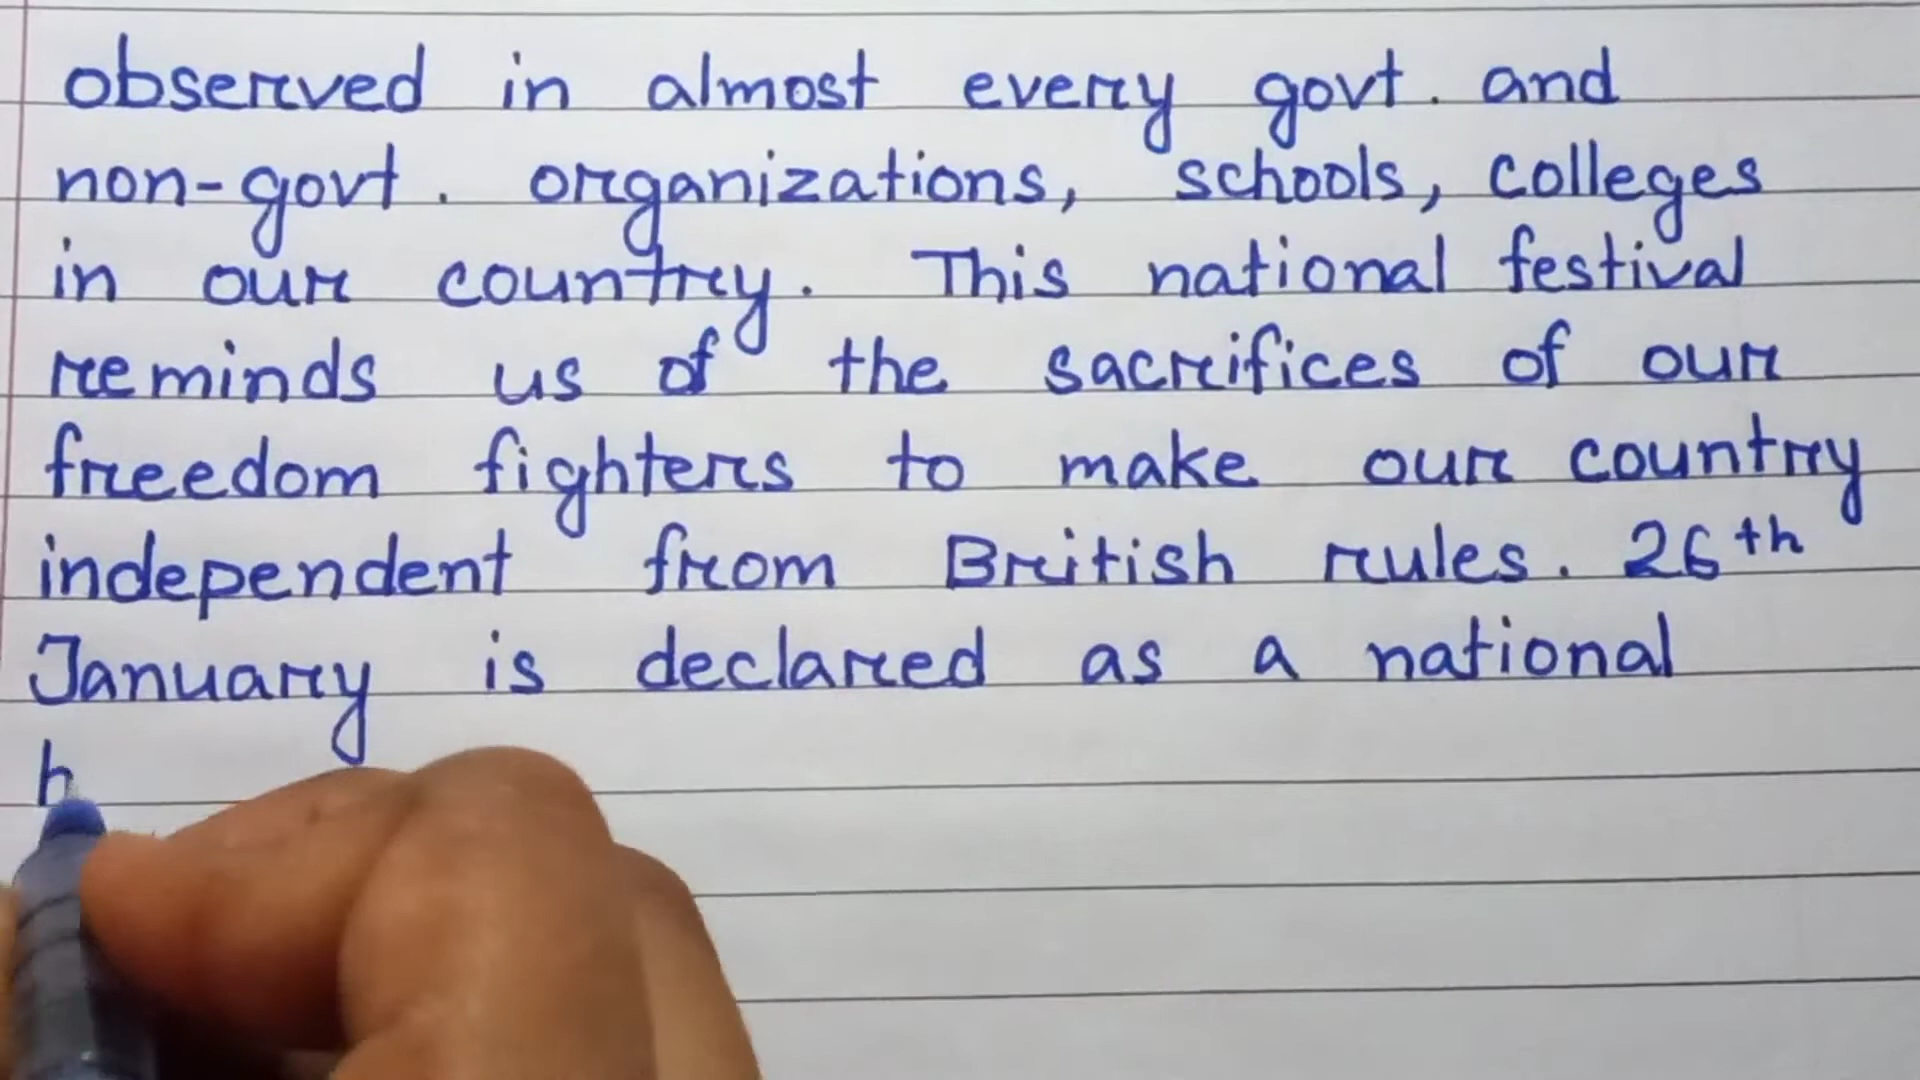 observed in almost every govt. and
non-govt. organizations, schools, colleges
in our country. This national festival
reminds us of the sacrifices of our
freedom fighters to make our country
independent from British rules. 26th
January is declared as a national
h